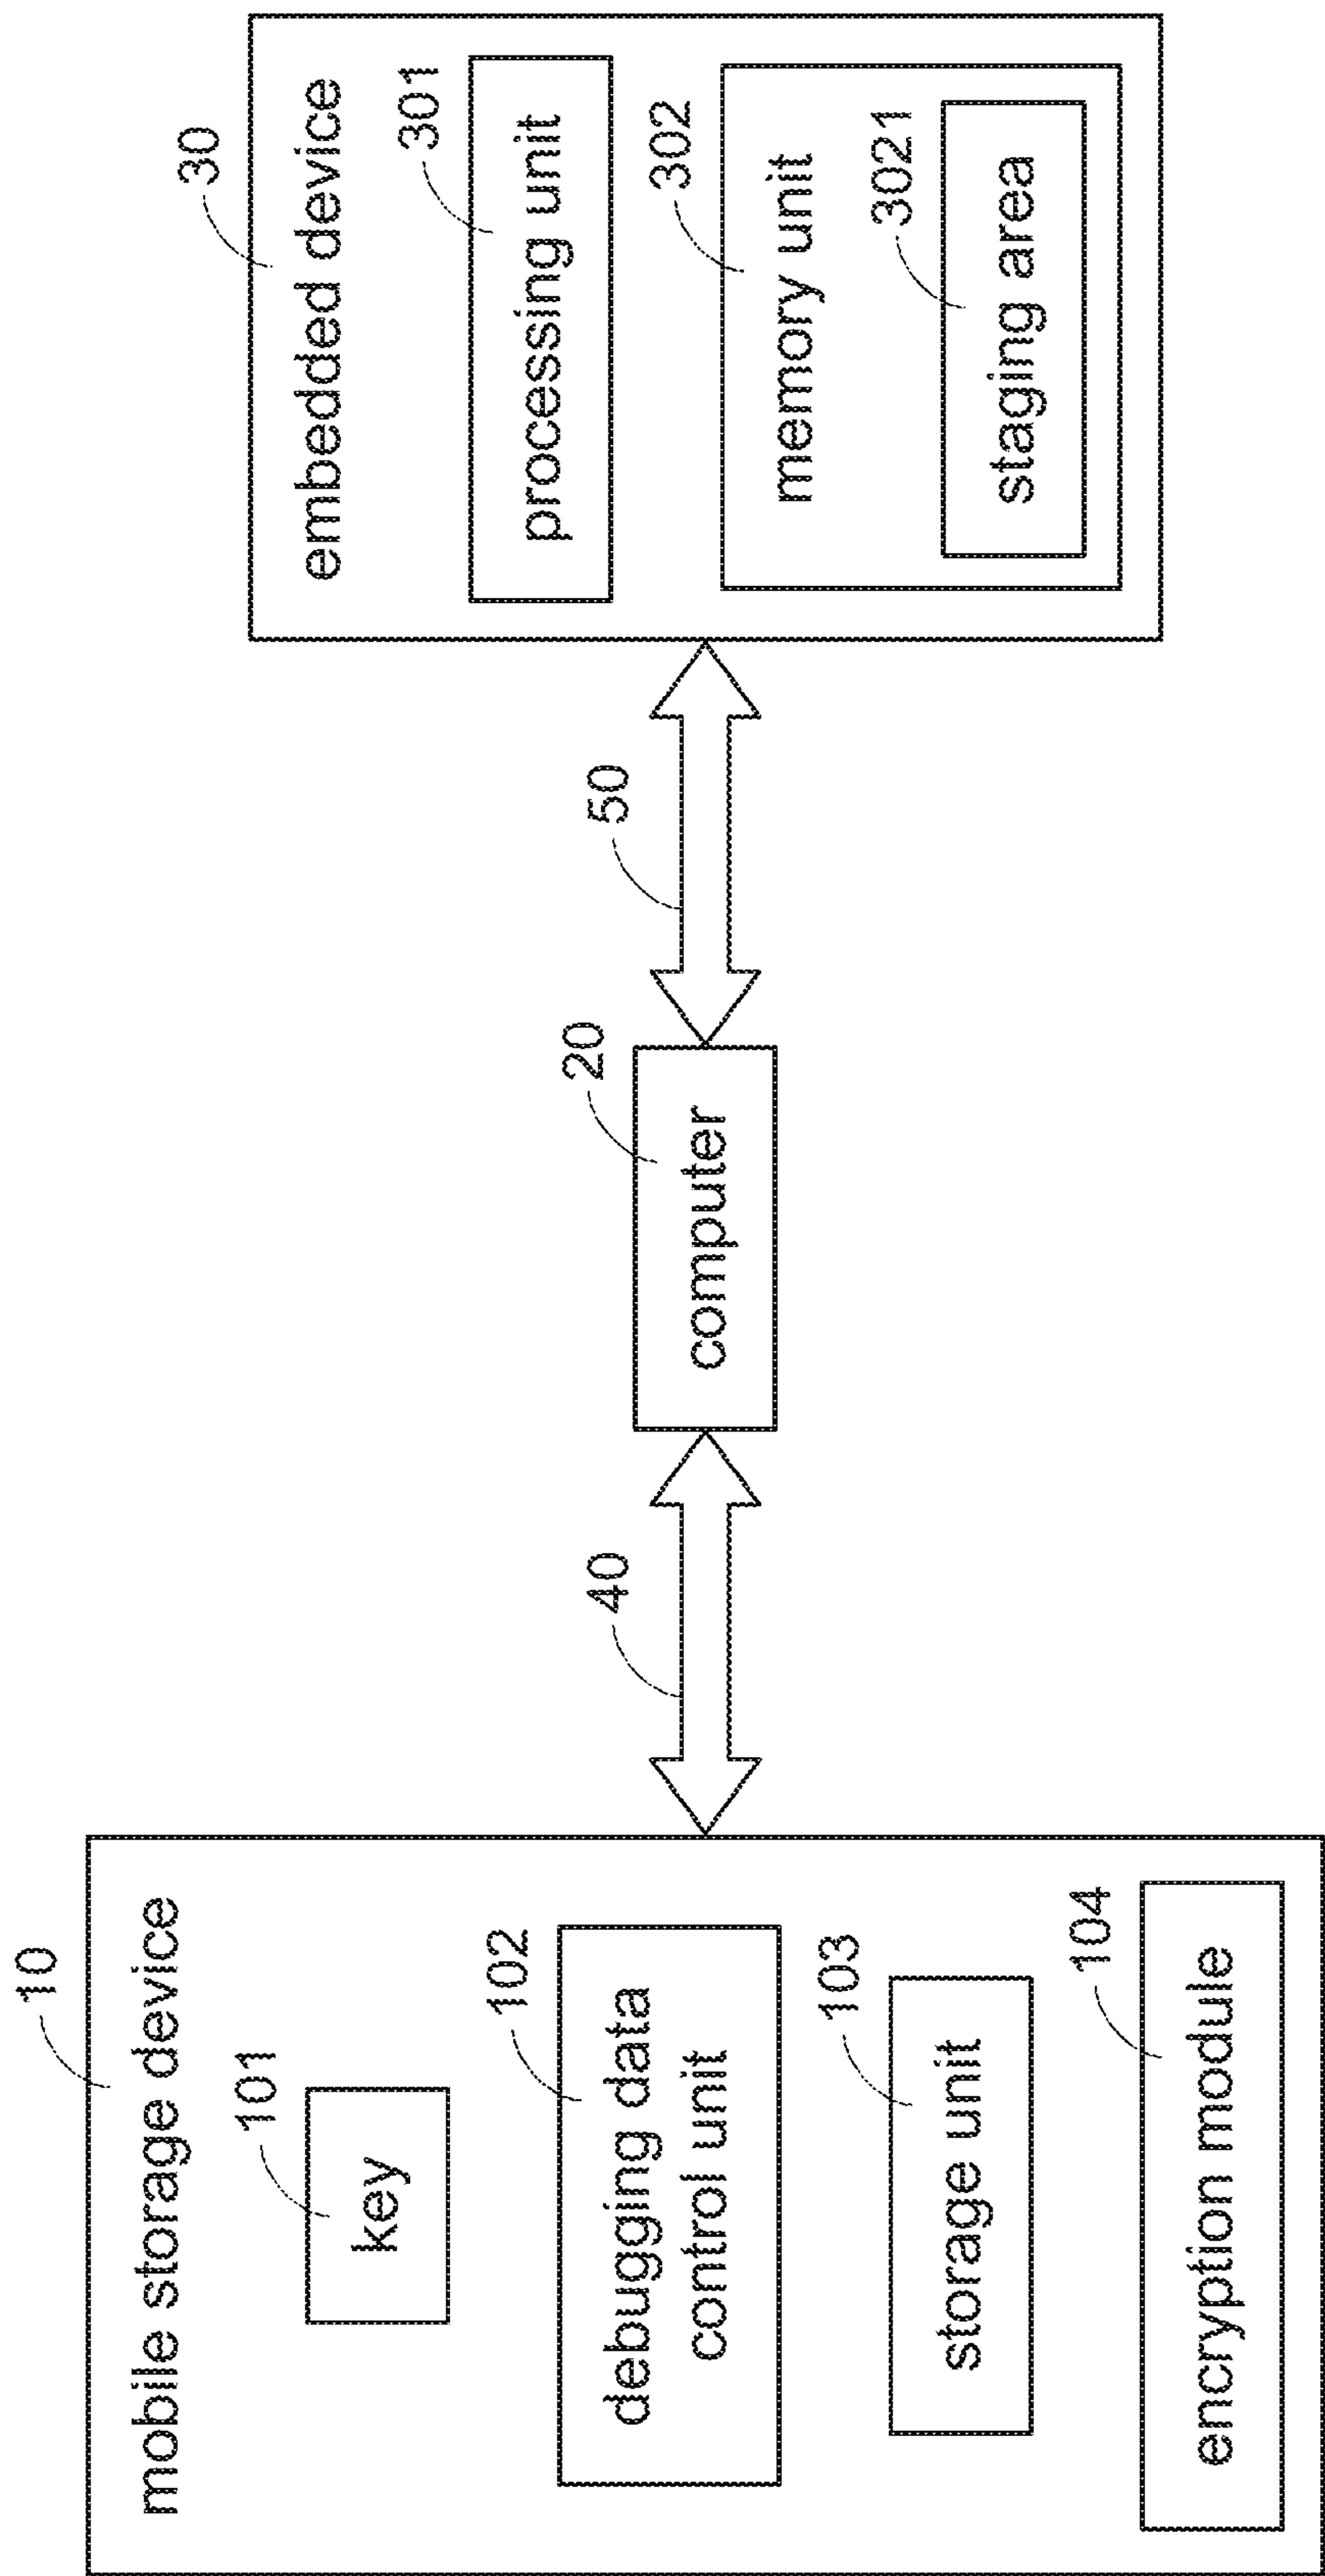 10
mobile storage device
101
key
102
debugging data
control unit
103
storage unit
104
encryption module
40
20
computer
50
30
embedded device
301
processing unit
302
memory unit
3021
staging area